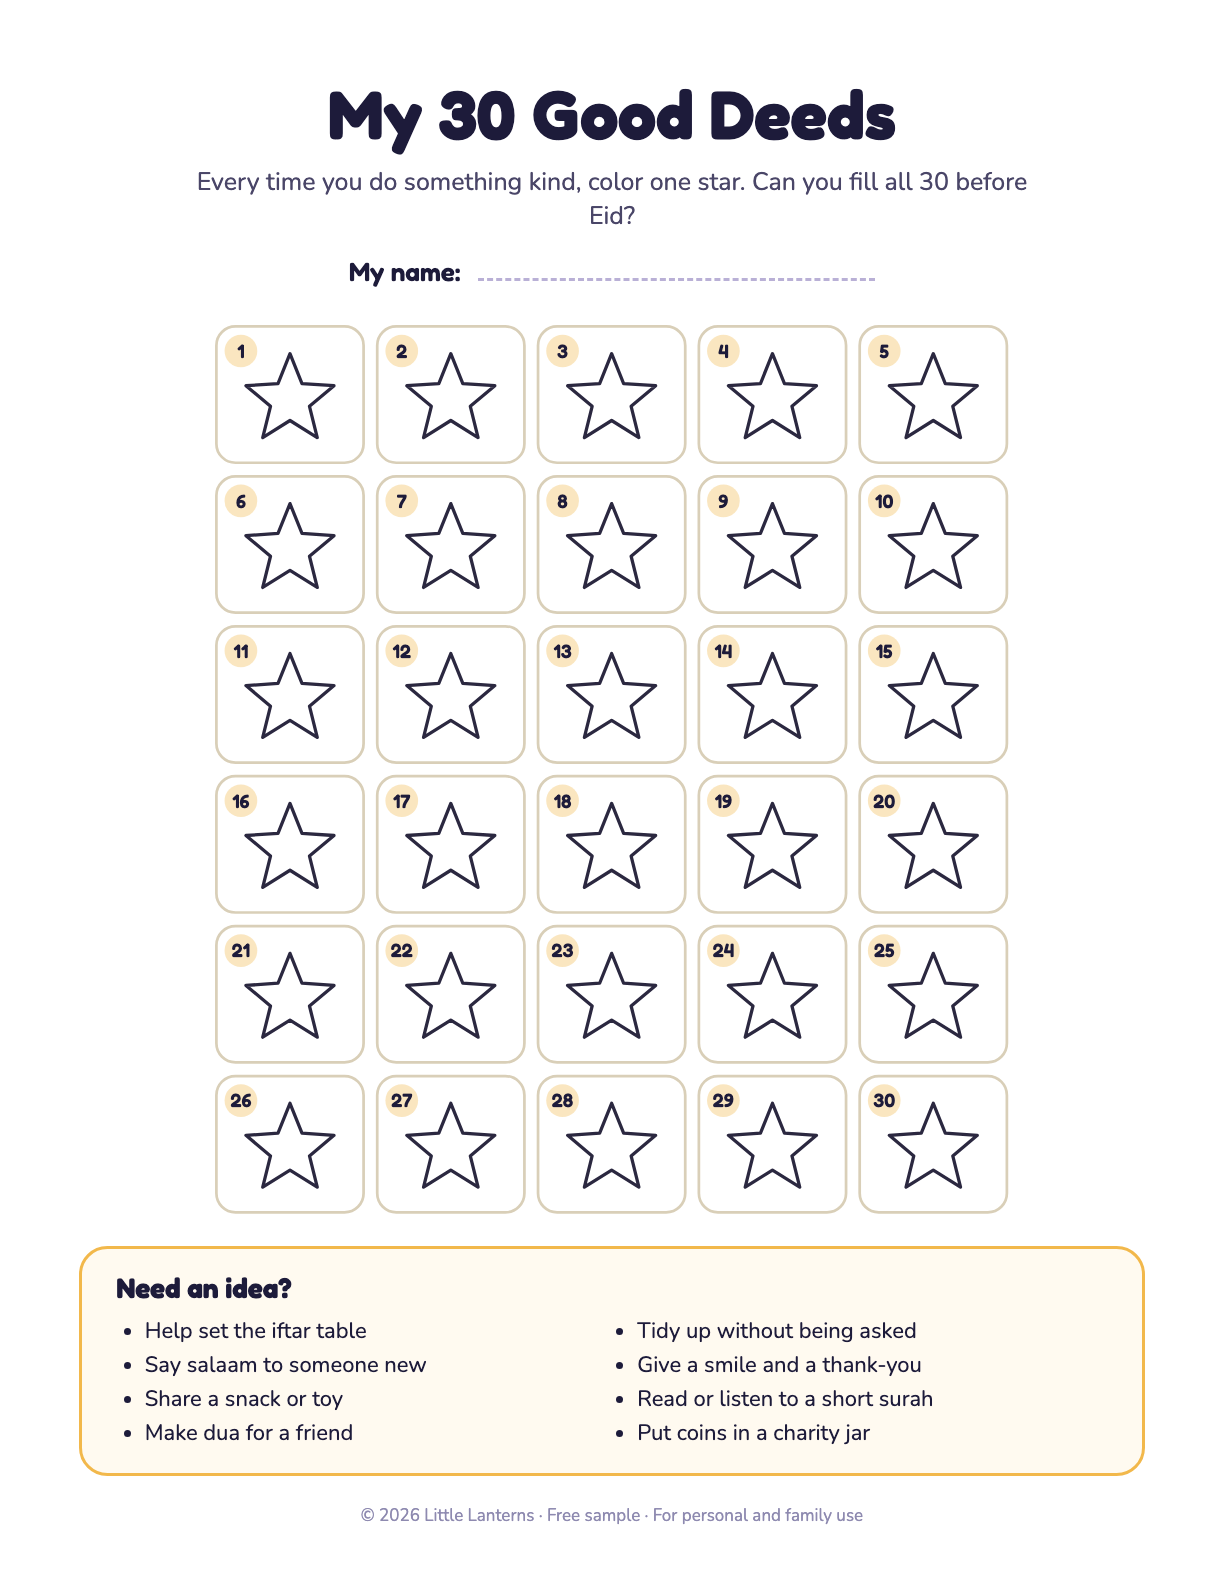 My 30 Good Deeds
Every time you do something kind, color one star. Can you fill all 30 before
Eid?
My name:
1 2 3 4 5
6 7 8 9 10
11 12 13 14 15
16 17 18 19 20
21 22 23 24 25
26 27 28 29 30
Need an idea?
• Help set the iftar table
• Say salaam to someone new
• Share a snack or toy
• Make dua for a friend
• Tidy up without being asked
• Give a smile and a thank-you
• Read or listen to a short surah
• Put coins in a charity jar
© 2026 Little Lanterns · Free sample · For personal and family use